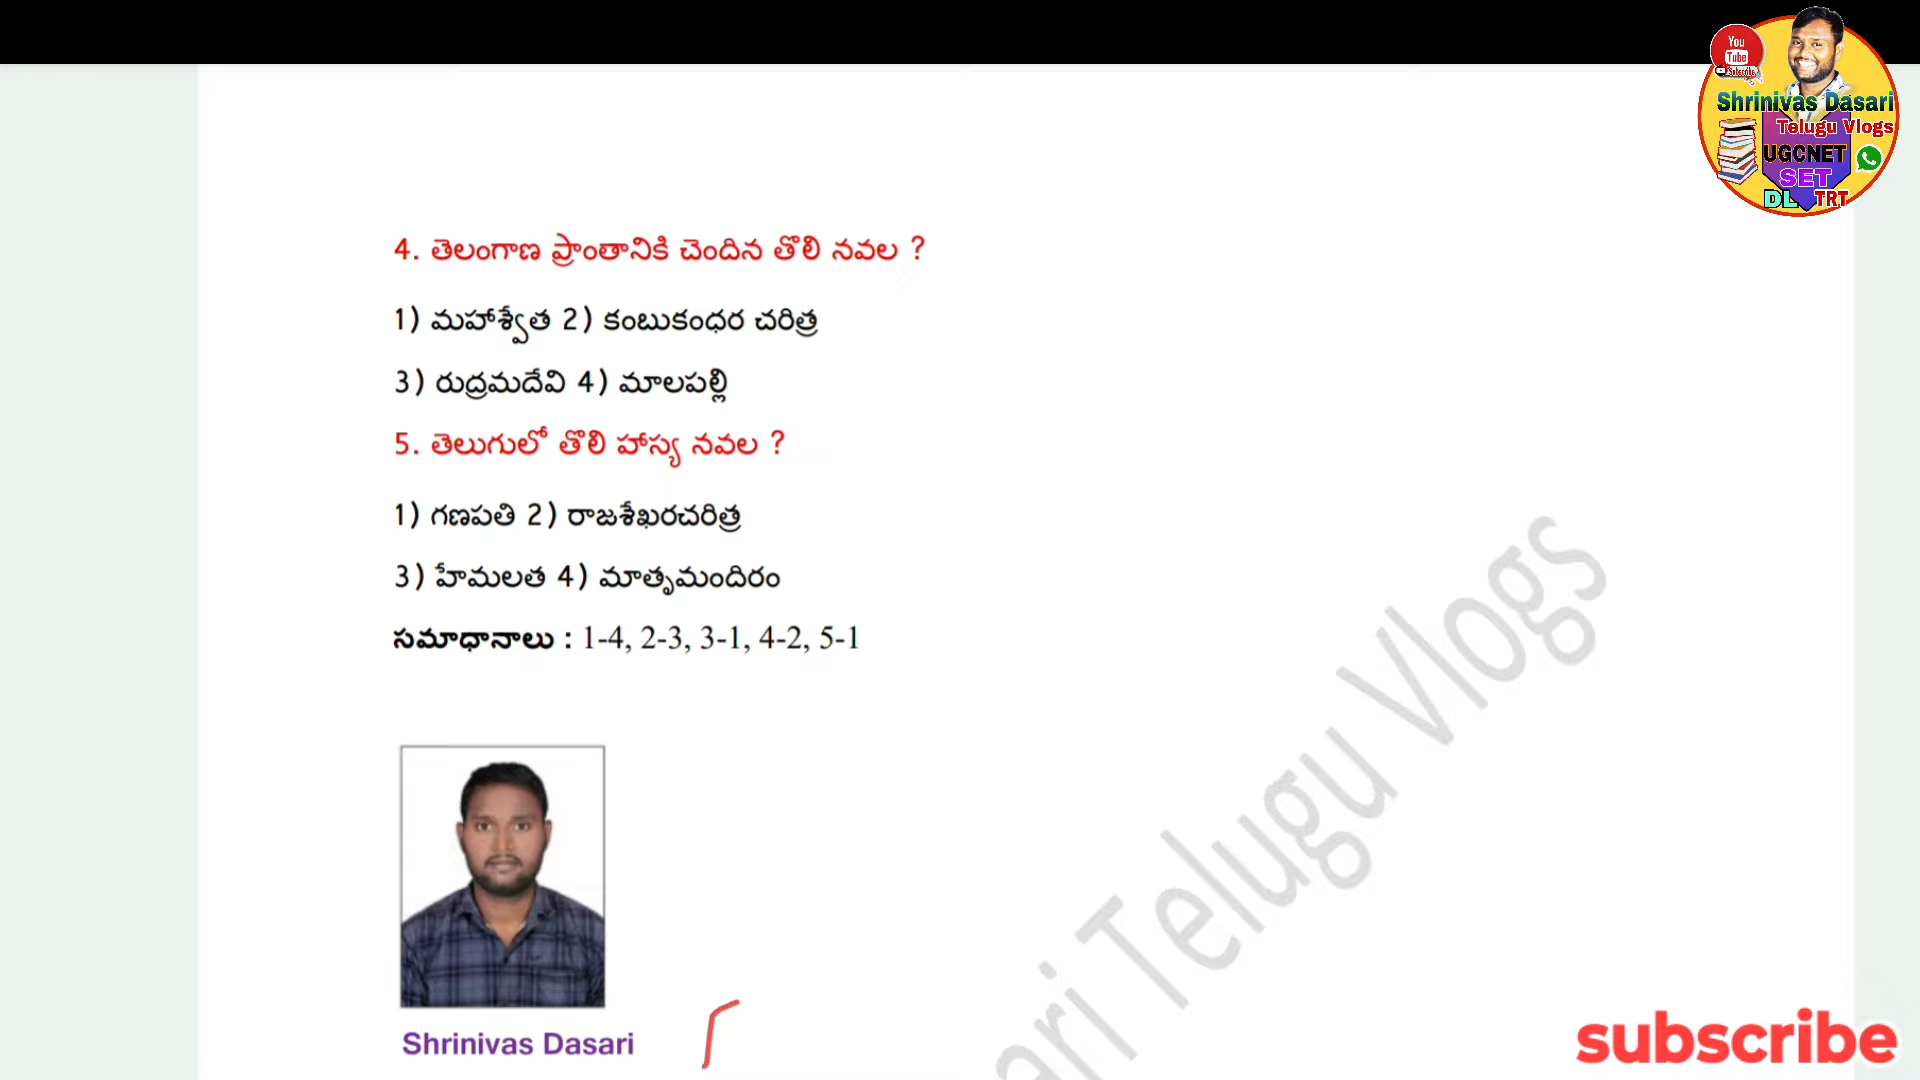 You
Tube
Subscribe
Shrinivas Dasari
Telugu Vlogs
UGCNET
SET
DL TRT
4. తెలంగాణ ప్రాంతానికి చెందిన తొలి నవల ?
1) మహాశ్వేత 2) కంబుకంధర చరిత్ర
3) రుద్రమదేవి 4) మాలపల్లి
5. తెలుగులో తొలి హాస్య నవల ?
1) గణపతి 2) రాజశేఖరచరిత్ర
3) హేమలత 4) మాతృమందిరం
సమాధానాలు : 1-4, 2-3, 3-1, 4-2, 5-1
ari Telugu Vlogs
Shrinivas Dasari
subscribe